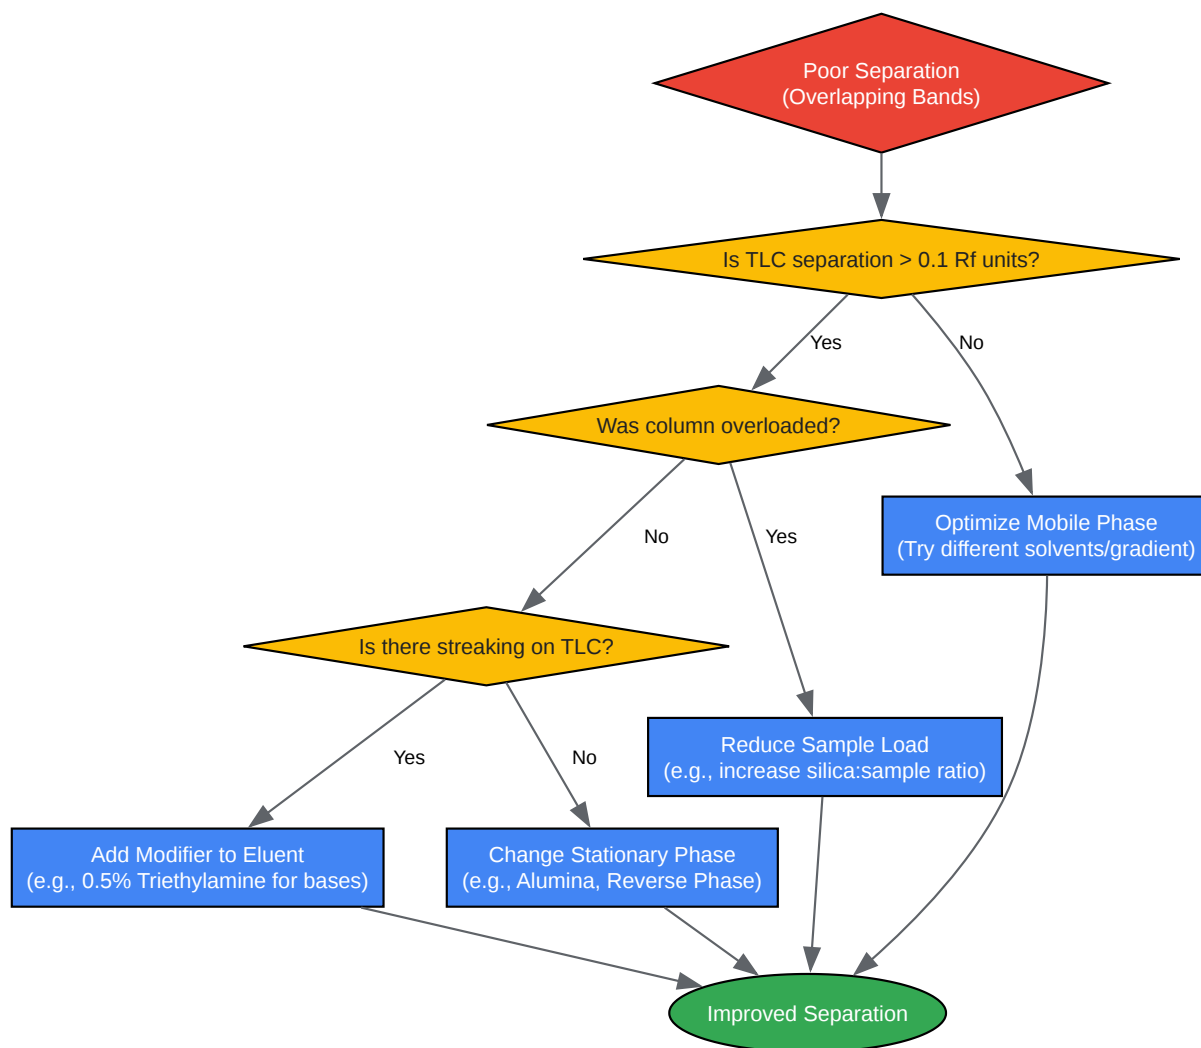 Poor Separation
(Overlapping Bands)
Is TLC separation > 0.1 Rf units?
Yes
No
Was column overloaded?
Optimize Mobile Phase
(Try different solvents/gradient)
No
Yes
Is there streaking on TLC?
Reduce Sample Load
(e.g., increase silica:sample ratio)
Yes
No
Add Modifier to Eluent
(e.g., 0.5% Triethylamine for bases)
Change Stationary Phase
(e.g., Alumina, Reverse Phase)
Improved Separation